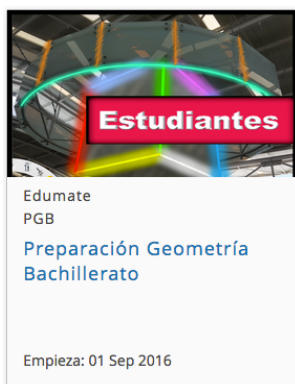 Estudiantes
Edumate
PGB
Preparación Geometría
Bachillerato
Empieza: 01 Sep 2016